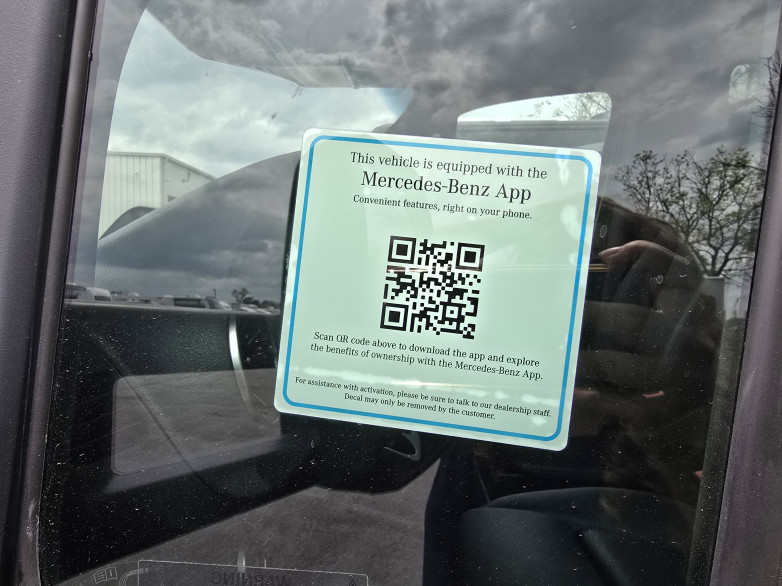 This vehicle is equipped with the
Mercedes-Benz App
Convenient features, right on your phone.
Scan QR code above to download the app and explore
the benefits of ownership with the Mercedes-Benz App.
For assistance with activation, please be sure to talk to our dealership staff.
Decal may only be removed by the customer.
WARNING